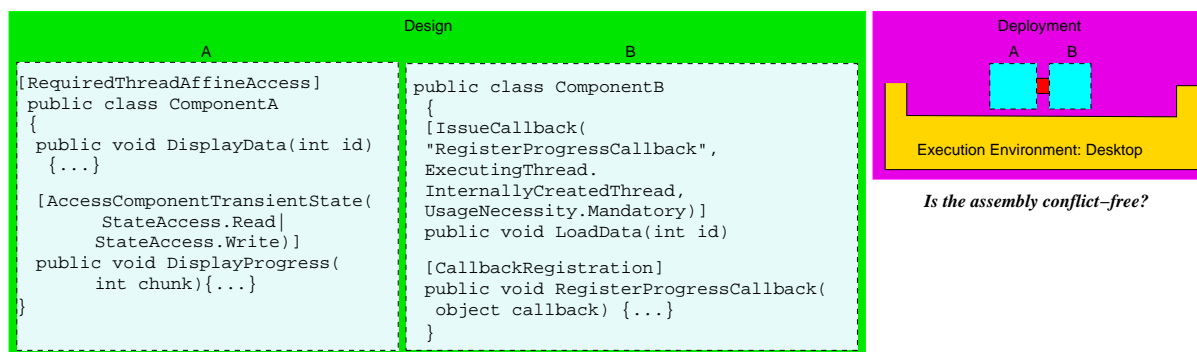 Design
A
[RequiredThreadAffineAccess]
public class ComponentA
{
public void DisplayData(int id)
{...}
[AccessComponentTransientState(
StateAccess.Read|
StateAccess.Write)]
public void DisplayProgress(
int chunk){...}
}
B
public class ComponentB
{
[IssueCallback(
"RegisterProgressCallback",
ExecutingThread.
InternallyCreatedThread,
UsageNecessity.Mandatory)]
public void LoadData(int id)
[CallbackRegistration]
public void RegisterProgressCallback(
object callback) {...}
}
Deployment
A B
Execution Environment: Desktop
Is the assembly conflict−free?